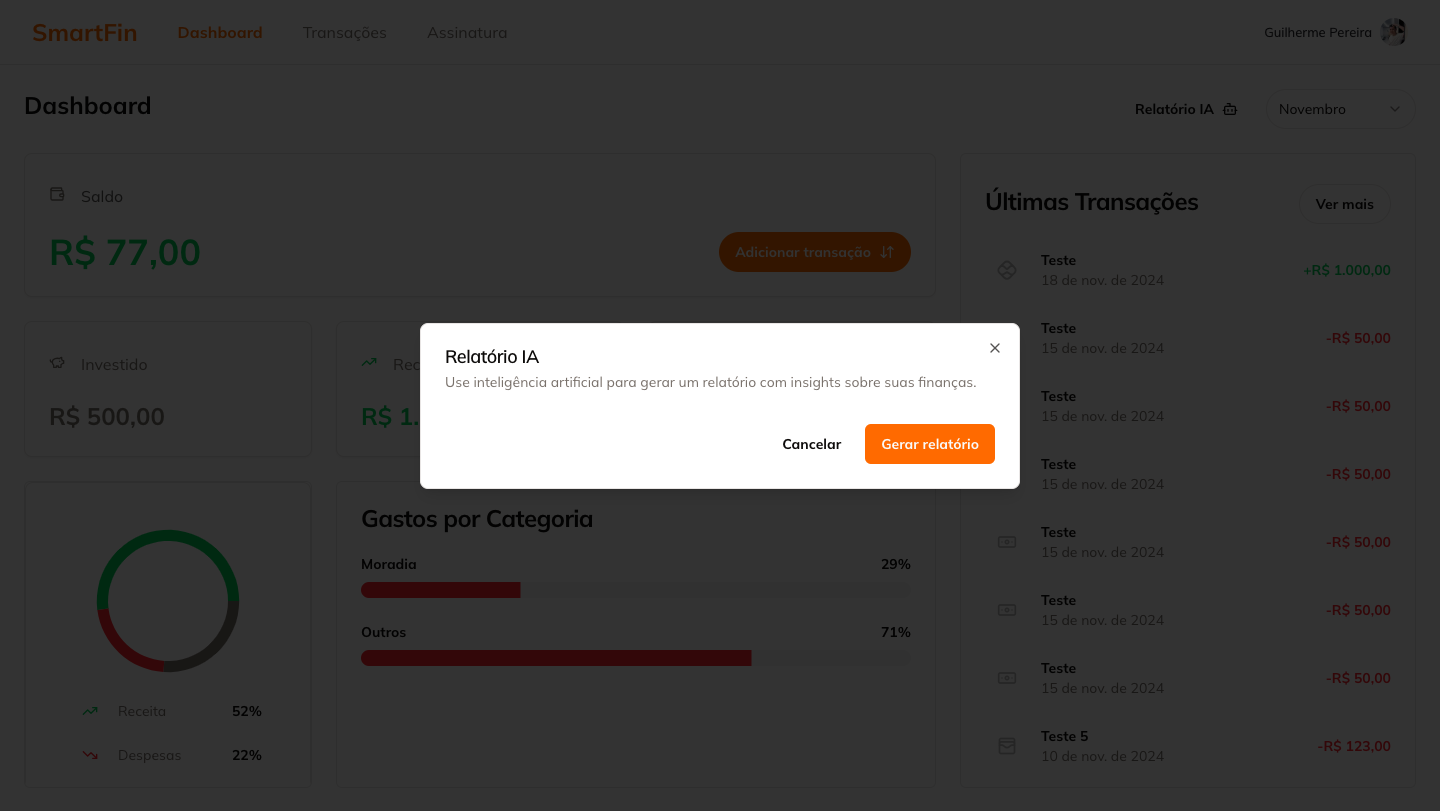 SmartFin
Dashboard
Transações
Assinatura
Guilherme Pereira
Dashboard
Relatório IA
Novembro
Saldo
R$ 77,00
Adicionar transação
Investido
R$ 500,00
Rec
R$ 1.
Relatório IA
Use inteligência artificial para gerar um relatório com insights sobre suas finanças.
Cancelar
Gerar relatório
Receita 52%
Despesas 22%
Gastos por Categoria
Moradia 29%
Outros 71%
Últimas Transações
Ver mais
Teste
18 de nov. de 2024
+R$ 1.000,00
Teste
15 de nov. de 2024
-R$ 50,00
Teste
15 de nov. de 2024
-R$ 50,00
Teste
15 de nov. de 2024
-R$ 50,00
Teste
15 de nov. de 2024
-R$ 50,00
Teste
15 de nov. de 2024
-R$ 50,00
Teste
15 de nov. de 2024
-R$ 50,00
Teste 5
10 de nov. de 2024
-R$ 123,00